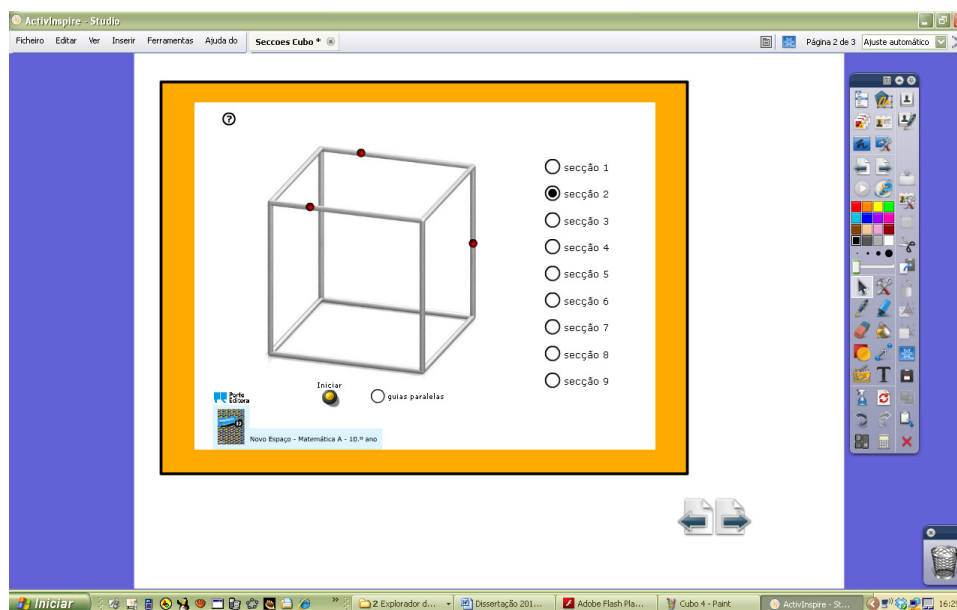 ActivInspire - Studio
Ficheiro Editar Ver Inserir Ferramentas Ajuda do Seccoes Cubo * Página 2 de 3 Ajuste automático
?
secção 1
secção 2
secção 3
secção 4
secção 5
secção 6
secção 7
secção 8
secção 9
Iniciar
guias paralelas
Porto
Editora
Novo Espaço - Matemática A - 10.º ano
T
Iniciar » 2 Explorador d... Dissertação 201... Adobe Flash Pla... Cubo 4 - Paint ActivInspire - St... 16:29